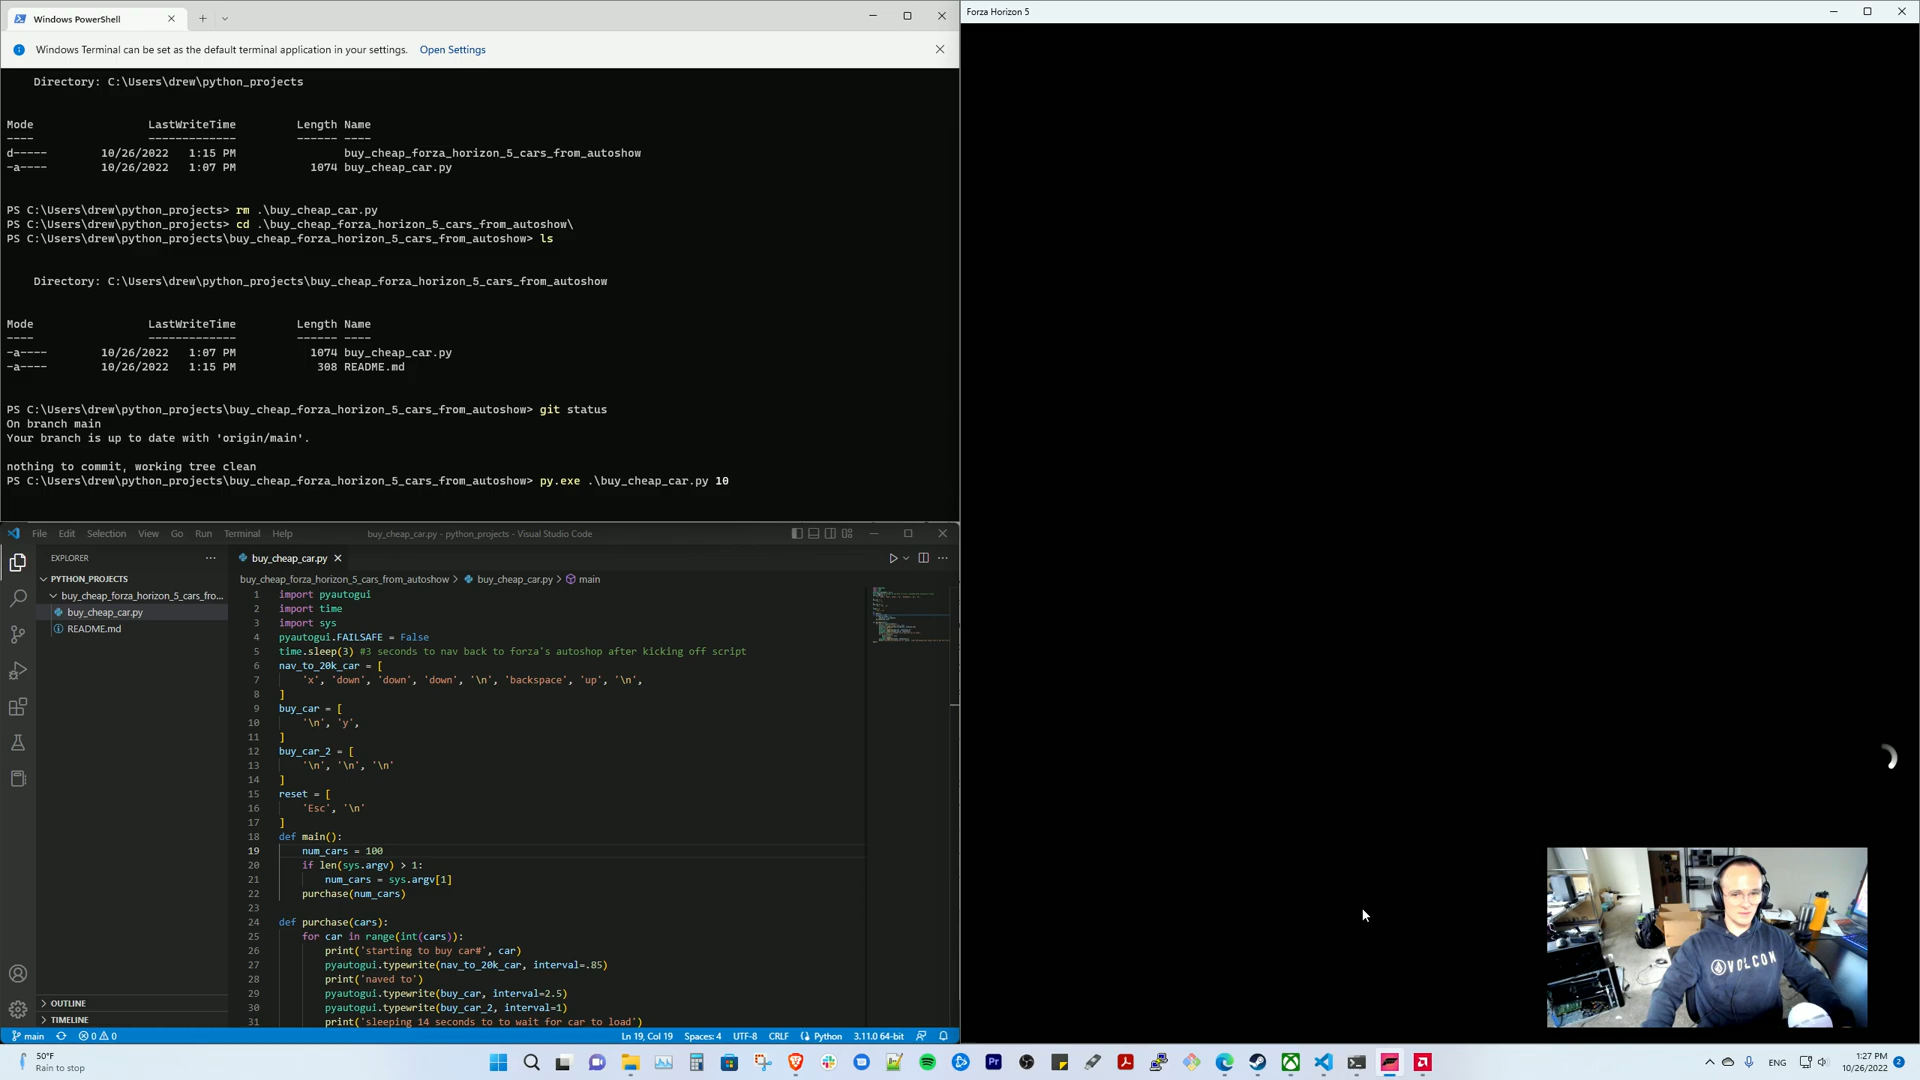 Windows PowerShell
Windows Terminal can be set as the default terminal application in your settings. Open Settings
Directory: C:\Users\drew\python_projects
Mode LastWriteTime Length Name
---- ------------- ------ ----
d----- 10/26/2022 1:15 PM buy_cheap_forza_horizon_5_cars_from_autoshow
-a---- 10/26/2022 1:07 PM 1074 buy_cheap_car.py
PS C:\Users\drew\python_projects> rm .\buy_cheap_car.py
PS C:\Users\drew\python_projects> cd .\buy_cheap_forza_horizon_5_cars_from_autoshow\
PS C:\Users\drew\python_projects\buy_cheap_forza_horizon_5_cars_from_autoshow> ls
Directory: C:\Users\drew\python_projects\buy_cheap_forza_horizon_5_cars_from_autoshow
Mode LastWriteTime Length Name
---- ------------- ------ ----
-a---- 10/26/2022 1:07 PM 1074 buy_cheap_car.py
-a---- 10/26/2022 1:15 PM 308 README.md
PS C:\Users\drew\python_projects\buy_cheap_forza_horizon_5_cars_from_autoshow> git status
On branch main
Your branch is up to date with 'origin/main'.
nothing to commit, working tree clean
PS C:\Users\drew\python_projects\buy_cheap_forza_horizon_5_cars_from_autoshow> py.exe .\buy_cheap_car.py 10
File Edit Selection View Go Run Terminal Help
buy_cheap_car.py - python_projects - Visual Studio Code
EXPLORER
PYTHON_PROJECTS
buy_cheap_forza_horizon_5_cars_fro...
buy_cheap_car.py
README.md
OUTLINE
TIMELINE
buy_cheap_car.py
buy_cheap_forza_horizon_5_cars_from_autoshow > buy_cheap_car.py > main
1 import pyautogui
2 import time
3 import sys
4 pyautogui.FAILSAFE = False
5 time.sleep(3) #3 seconds to nav back to forza's autoshop after kicking off script
6 nav_to_20k_car = [
7 'x', 'down', 'down', 'down', '\n', 'backspace', 'up', '\n',
8 ]
9 buy_car = [
10 '\n', 'y',
11 ]
12 buy_car_2 = [
13 '\n', '\n', '\n'
14 ]
15 reset = [
16 'Esc', '\n'
17 ]
18 def main():
19 num_cars = 100
20 if len(sys.argv) > 1:
21 num_cars = sys.argv[1]
22 purchase(num_cars)
23
24 def purchase(cars):
25 for car in range(int(cars)):
26 print('starting to buy car#', car)
27 pyautogui.typewrite(nav_to_20k_car, interval=.85)
28 print('naved to')
29 pyautogui.typewrite(buy_car, interval=2.5)
30 pyautogui.typewrite(buy_car_2, interval=1)
31 print('sleeping 14 seconds to to wait for car to load')
main 0 0
Ln 19, Col 19 Spaces: 4 UTF-8 CRLF Python 3.11.0 64-bit
Forza Horizon 5
VOLCOM
50°F
Rain to stop
Pr
ENG
1:27 PM
10/26/2022
2